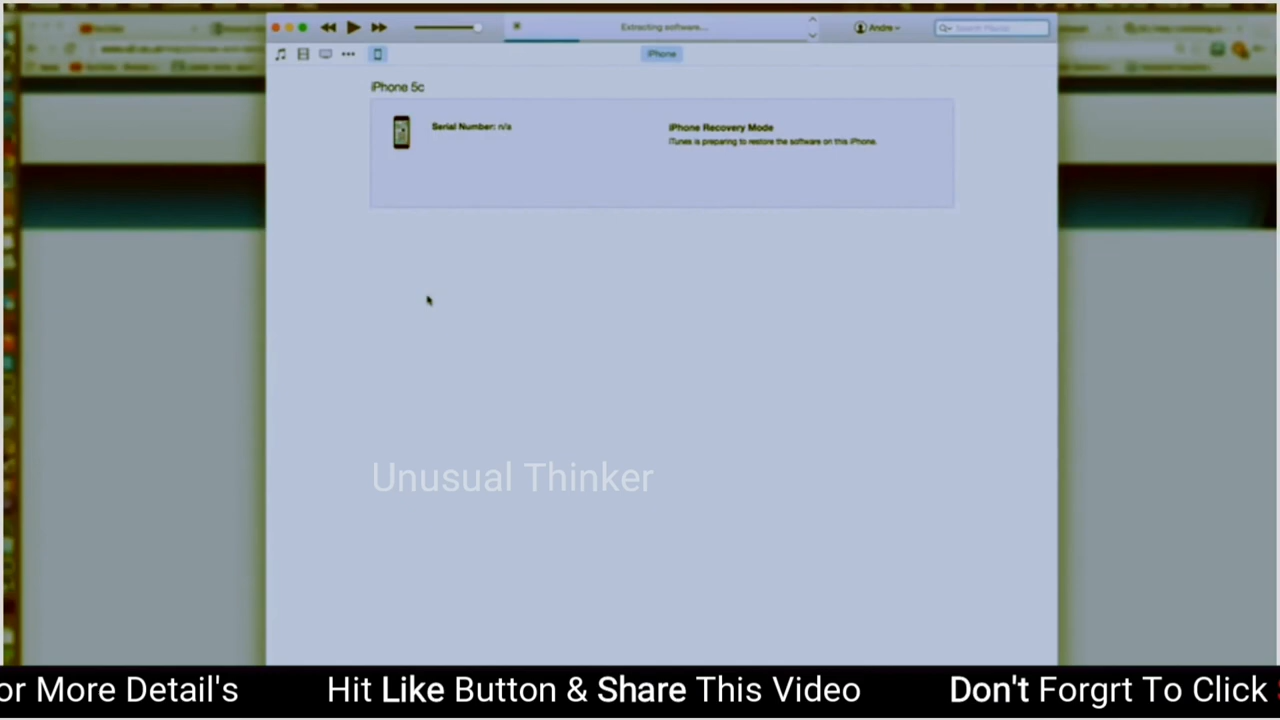 Extracting software...
Andre
iPhone
iPhone 5c
Serial Number: n/a
iPhone Recovery Mode
iTunes is preparing to restore the software on this iPhone.
Unusual Thinker
or More Detail's Hit Like Button & Share This Video Don't Forgrt To Click